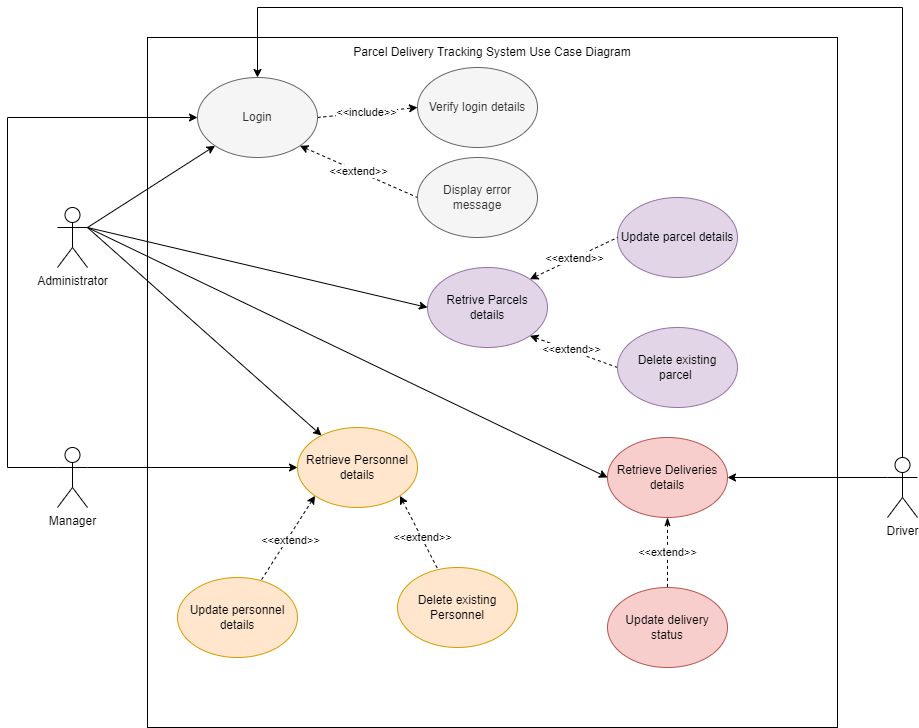 Parcel Delivery Tracking System Use Case Diagram
Login
<<include>>
Verify login details
<<extend>>
Display error
message
Administrator
Update parcel details
<<extend>>
Retrive Parcels
details
<<extend>>
Delete existing
parcel
Manager
Retrieve Personnel
details
Retrieve Deliveries
details
Driver
<<extend>>
<<extend>>
<<extend>>
Update personnel
details
Delete existing
Personnel
Update delivery
status